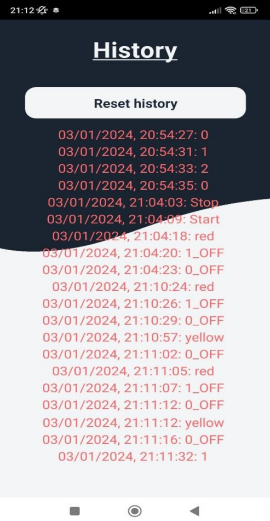 21:12
History
Reset history
03/01/2024, 20:54:27: 0
03/01/2024, 20:54:31: 1
03/01/2024, 20:54:33: 2
03/01/2024, 20:54:35: 0
03/01/2024, 21:04:03: Stop
03/01/2024, 21:04:09: Start
03/01/2024, 21:04:18: red
03/01/2024, 21:04:20: 1_OFF
03/01/2024, 21:04:23: 0_OFF
03/01/2024, 21:10:24: red
03/01/2024, 21:10:26: 1_OFF
03/01/2024, 21:10:29: 0_OFF
03/01/2024, 21:10:57: yellow
03/01/2024, 21:11:02: 0_OFF
03/01/2024, 21:11:05: red
03/01/2024, 21:11:07: 1_OFF
03/01/2024, 21:11:12: 0_OFF
03/01/2024, 21:11:12: yellow
03/01/2024, 21:11:16: 0_OFF
03/01/2024, 21:11:32: 1